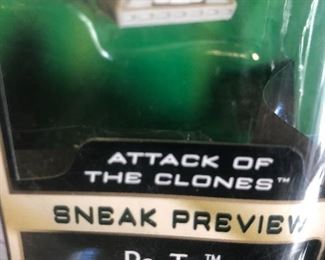 ATTACK OF
THE CLONES™
SNEAK PREVIEW